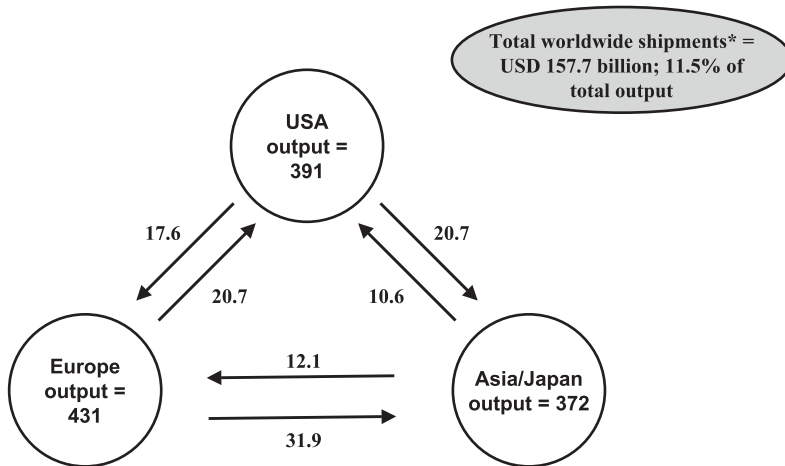 Total worldwide shipments* =
USD 157.7 billion; 11.5% of
total output
USA
output =
391
17.6
20.7
20.7
10.6
Europe
output =
431
12.1
31.9
Asia/Japan
output = 372